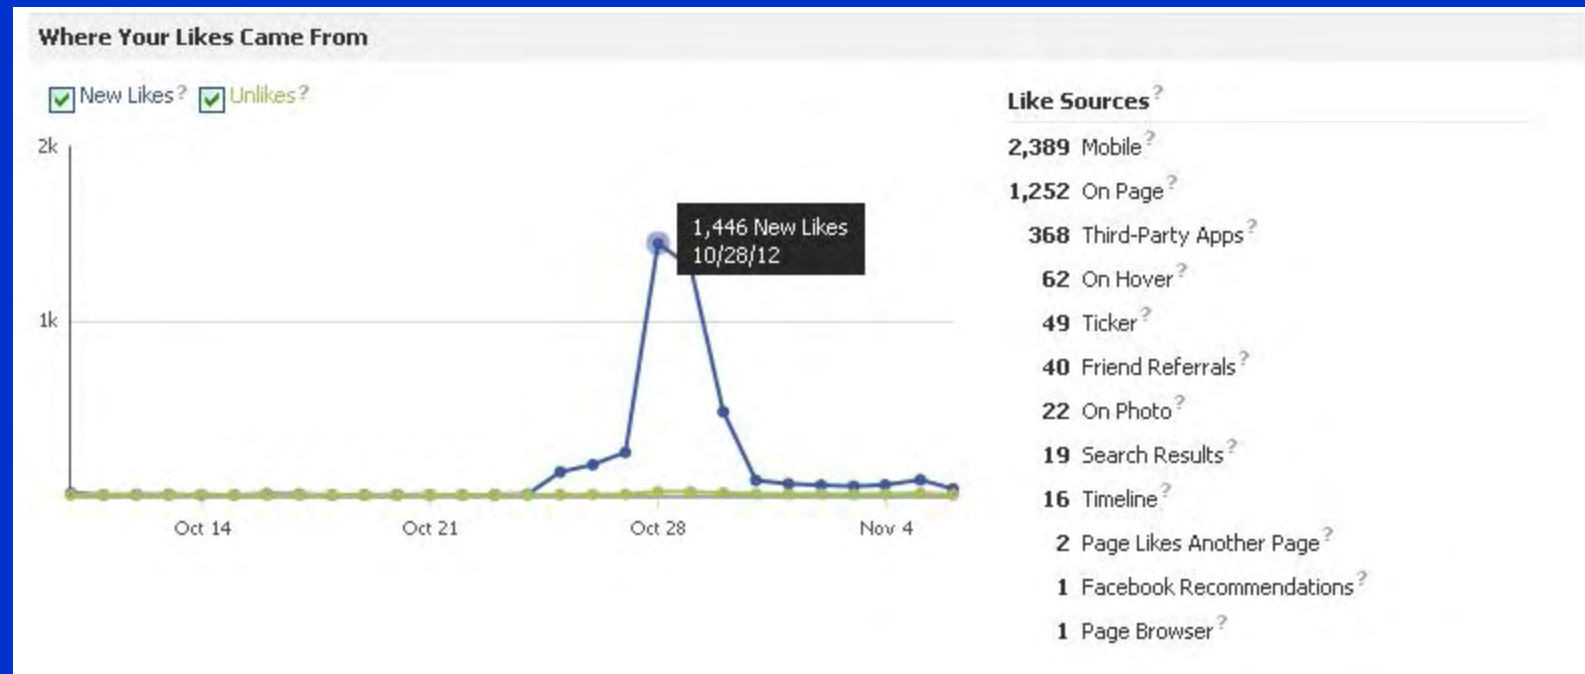 Where Your Likes Came From
New Likes? Unlikes?
2k
1k
1,446 New Likes
10/28/12
Oct 14 Oct 21 Oct 28 Nov 4
Like Sources?
2,389 Mobile?
1,252 On Page?
368 Third-Party Apps?
62 On Hover?
49 Ticker?
40 Friend Referrals?
22 On Photo?
19 Search Results?
16 Timeline?
2 Page Likes Another Page?
1 Facebook Recommendations?
1 Page Browser?